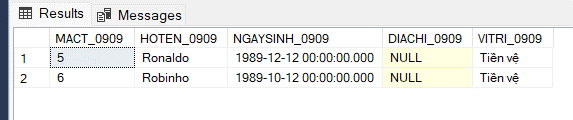 Results Messages
MACT_0909 HOTEN_0909 NGAYSINH_0909 DIACHI_0909 VITRI_0909
1 5 Ronaldo 1989-12-12 00:00:00.000 NULL Tiền vệ
2 6 Robinho 1989-10-12 00:00:00.000 NULL Tiền vệ